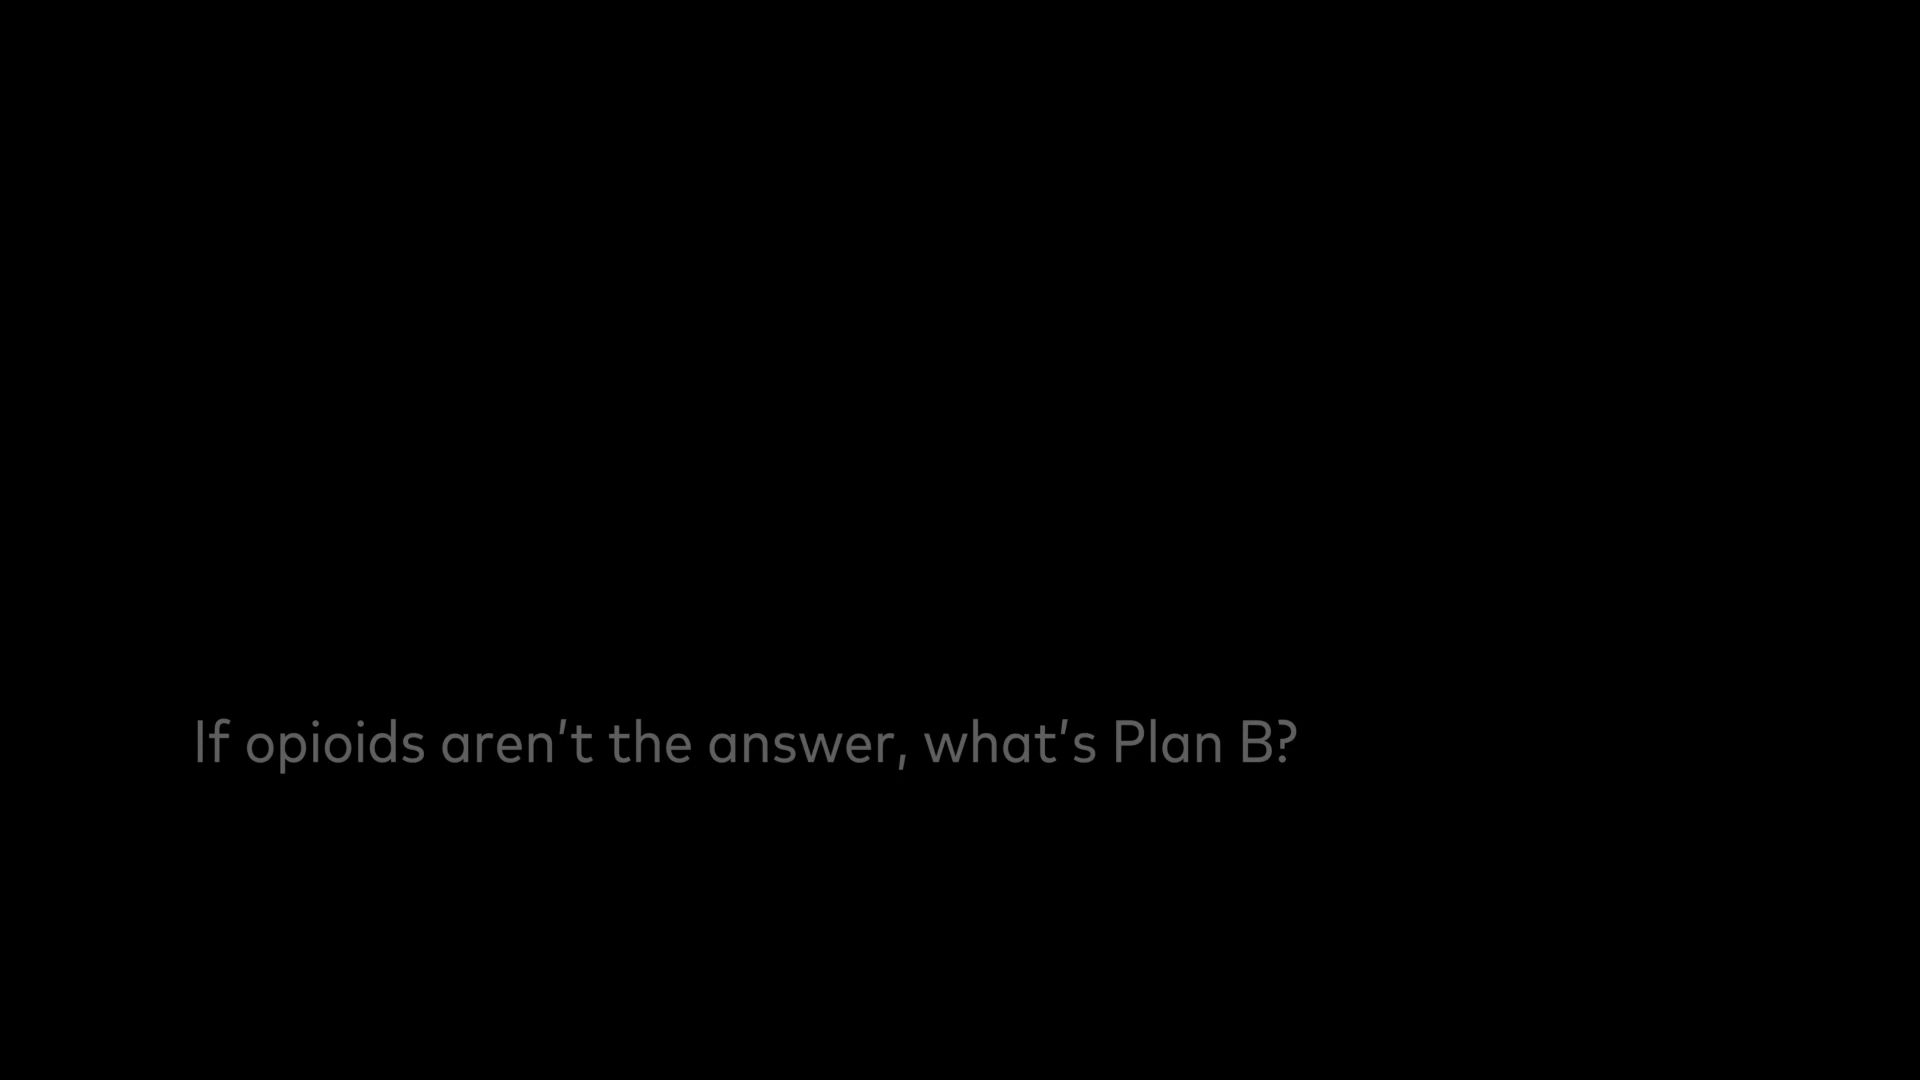 If opioids aren’t the answer, what’s Plan B?